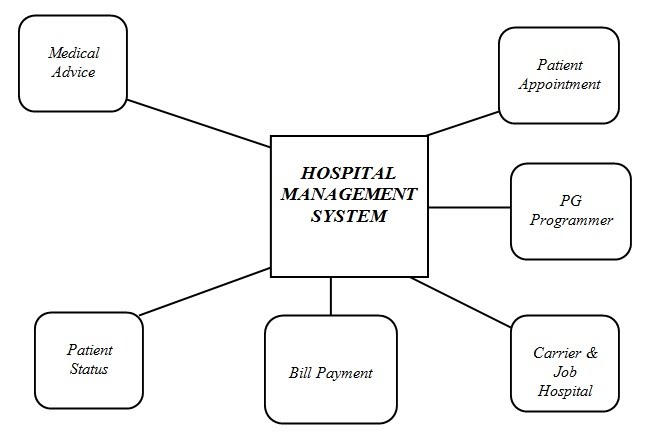 Medical
Advice
Patient
Appointment
HOSPITAL
MANAGEMENT
SYSTEM
PG
Programmer
Patient
Status
Bill Payment
Carrier &
Job
Hospital